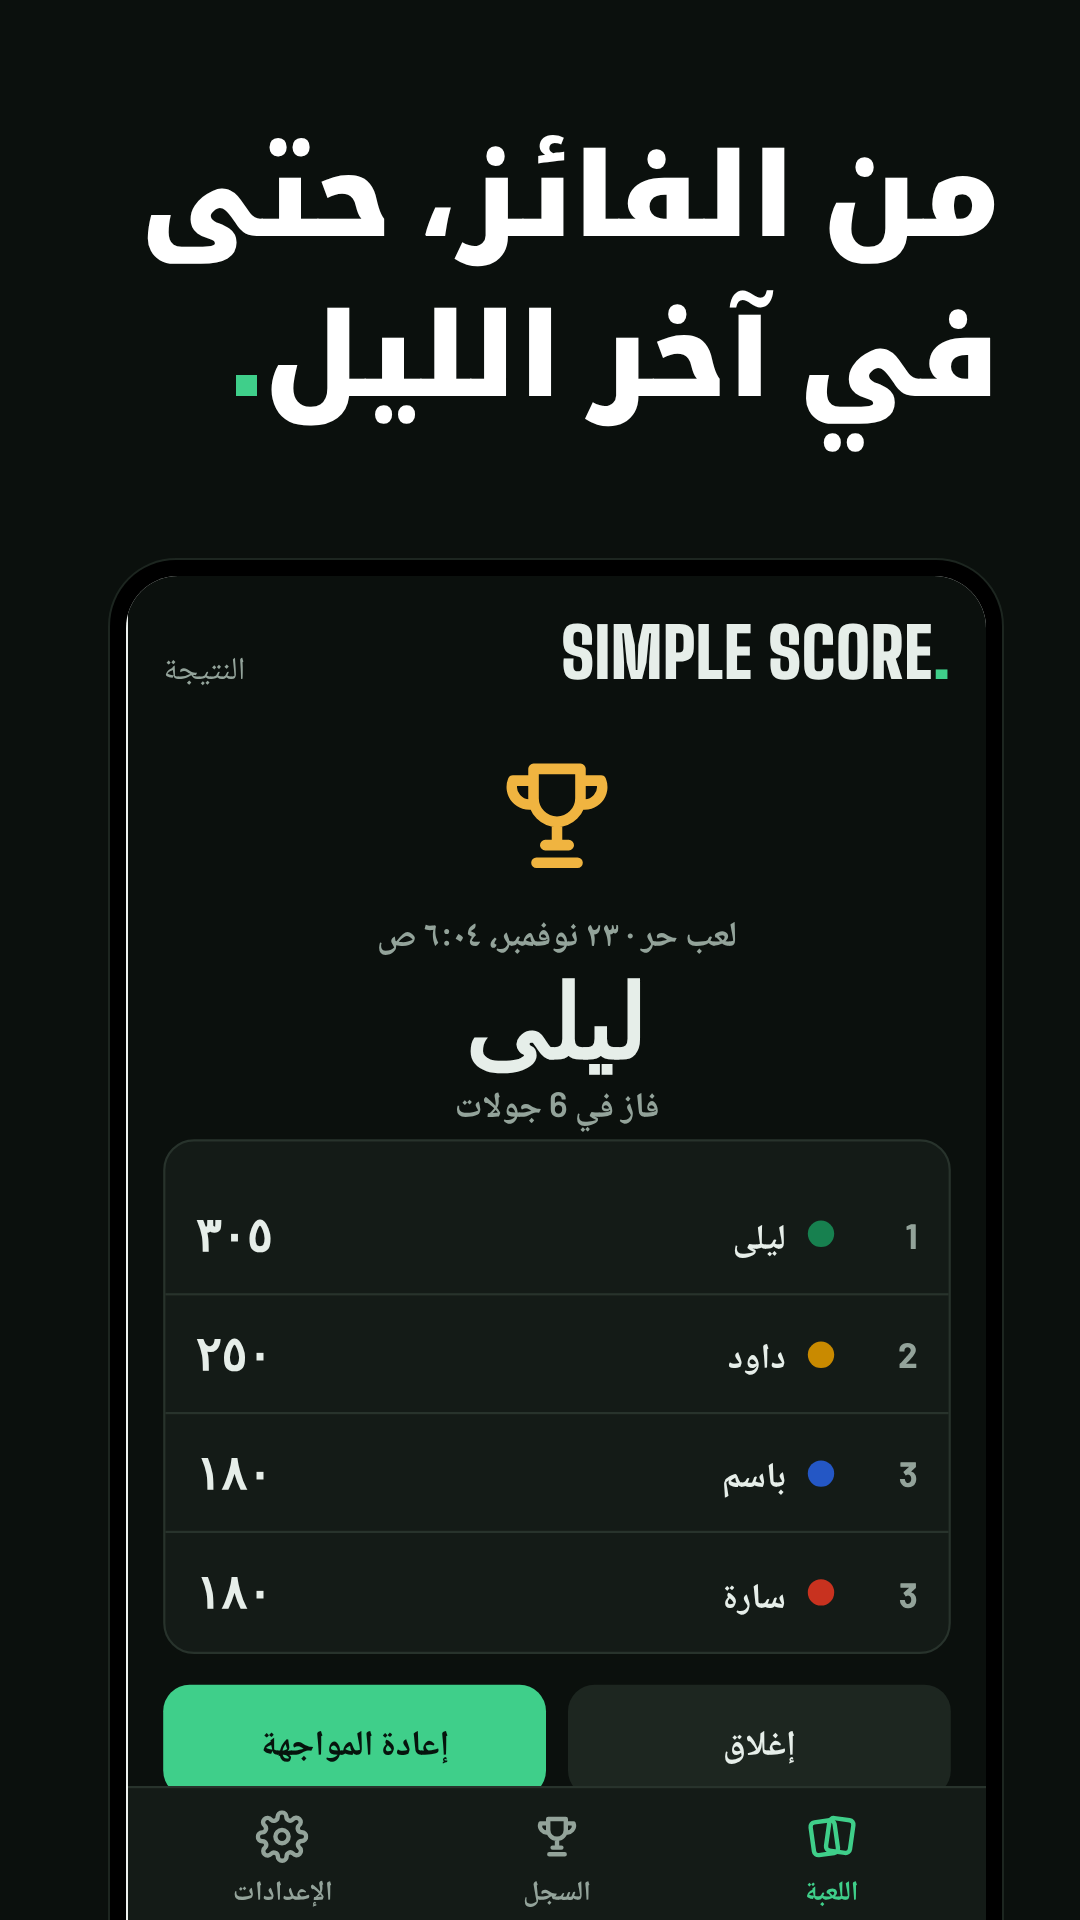 من الفائز، حتى
في آخر الليل.
SIMPLE SCORE.
النتيجة
لعب حر · ٢٣ نوفمبر، ٦:٠٤ ص
ليلى
فاز في 6 جولات
1 ليلى ٣٠٥
2 داود ٢٥٠
3 باسم ١٨٠
3 سارة ١٨٠
إغلاق
إعادة المواجهة
اللعبة
السجل
الإعدادات